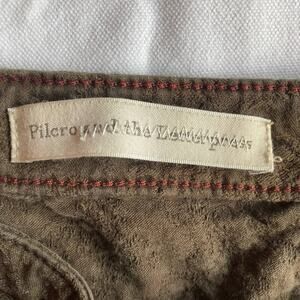 Pilcro and the Letterpress